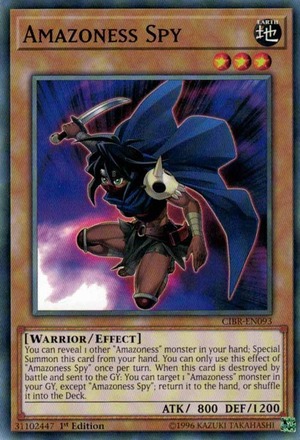 AMAZONESS SPY
EARTH
地
CIBR-EN093
[Warrior/Effect]
You can reveal 1 other "Amazoness" monster in your hand; Special
Summon this card from your hand. You can only use this effect
of "Amazoness Spy" once per turn. When this card is destroyed
by battle and sent to the GY: You can target 1 "Amazoness" monster in
your GY, except "Amazoness Spy"; return it to the hand, or shuffle
it into the Deck.
ATK/ 800 DEF/1200
31102447 1st Edition ©1996 KAZUKI TAKAHASHI